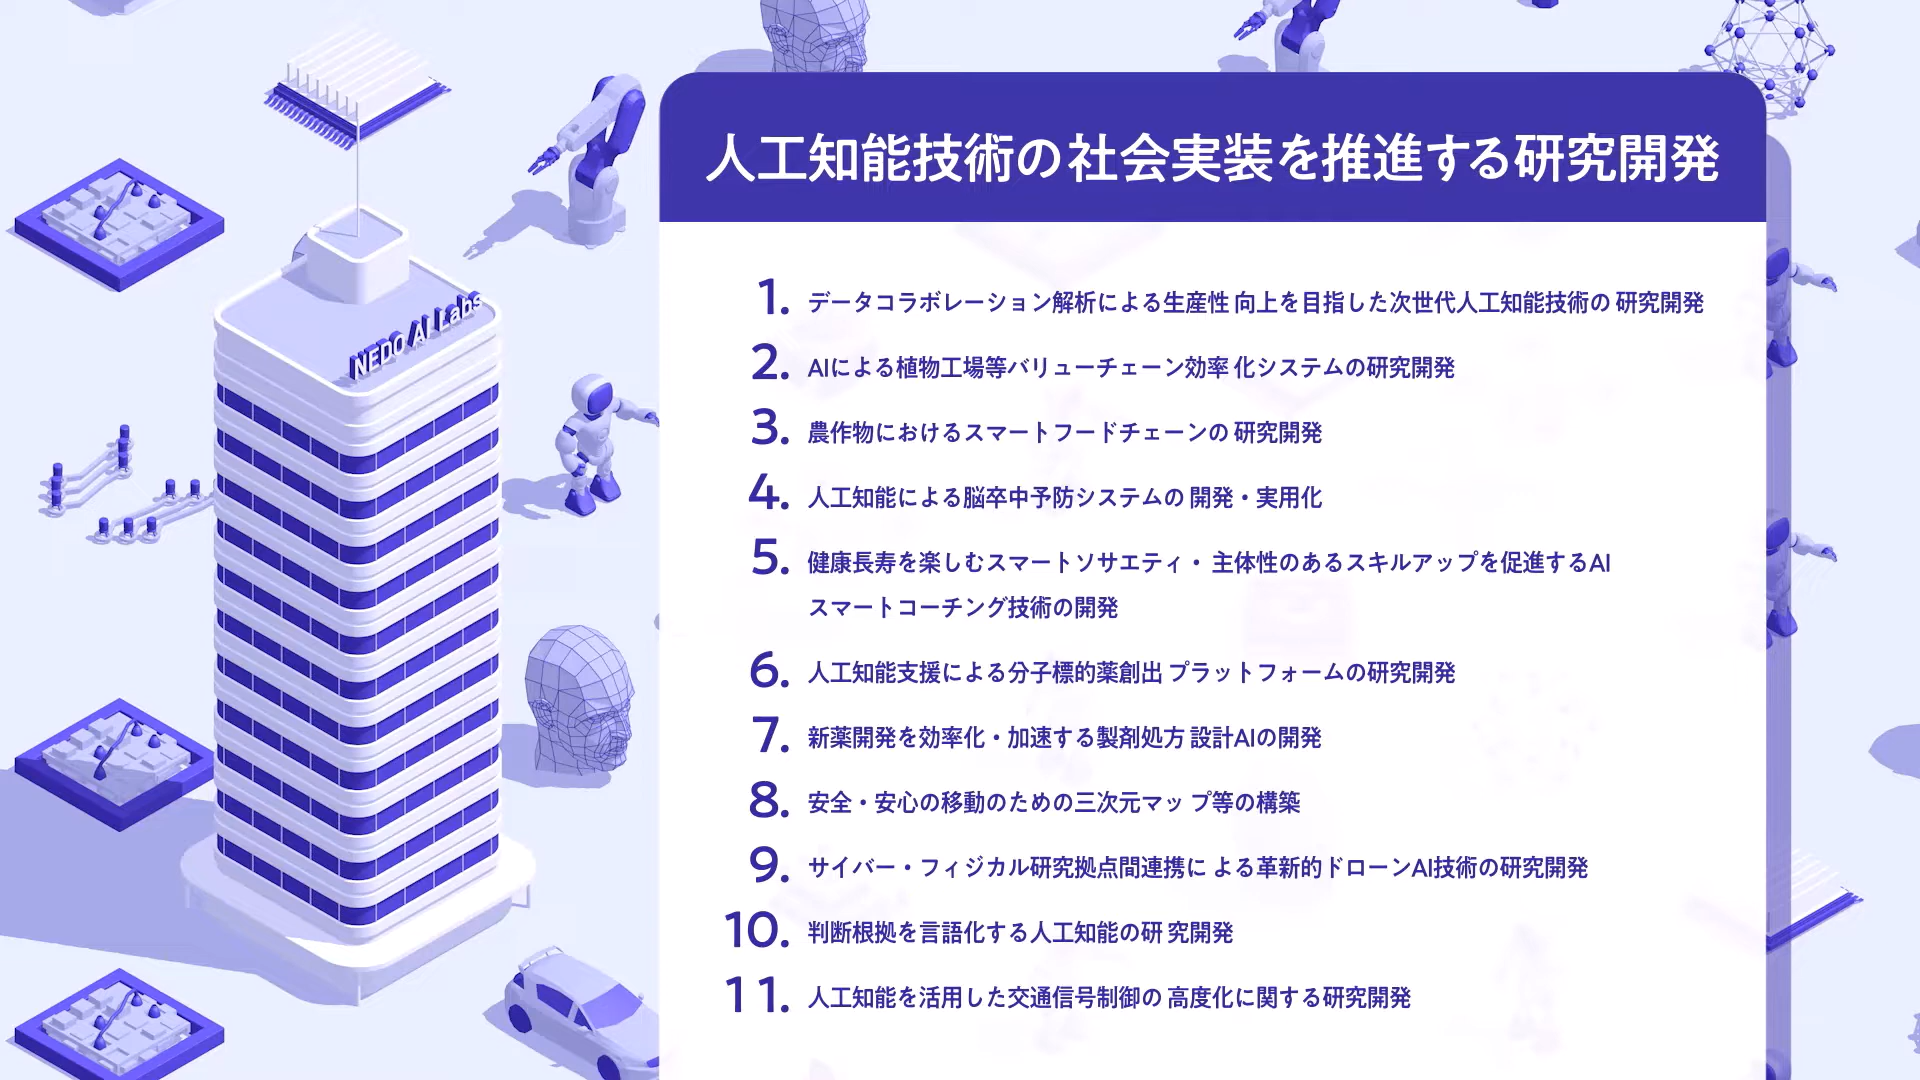 人工知能技術の社会実装を推進する研究開発
NEDO AI Labs
1. データコラボレーション解析による生産性 向上を目指した次世代人工知能技術の 研究開発
2. AIによる植物工場等バリューチェーン効率 化システムの研究開発
3. 農作物におけるスマートフードチェーンの 研究開発
4. 人工知能による脳卒中予防システムの 開発・実用化
5. 健康長寿を楽しむスマートソサエティ・ 主体性のあるスキルアップを促進するAI
スマートコーチング技術の開発
6. 人工知能支援による分子標的薬創出 プラットフォームの研究開発
7. 新薬開発を効率化・加速する製剤処方 設計AIの開発
8. 安全・安心の移動のための三次元マッ プ等の構築
9. サイバー・フィジカル研究拠点間連携に よる革新的ドローンAI技術の研究開発
10. 判断根拠を言語化する人工知能の研 究開発
11. 人工知能を活用した交通信号制御の 高度化に関する研究開発